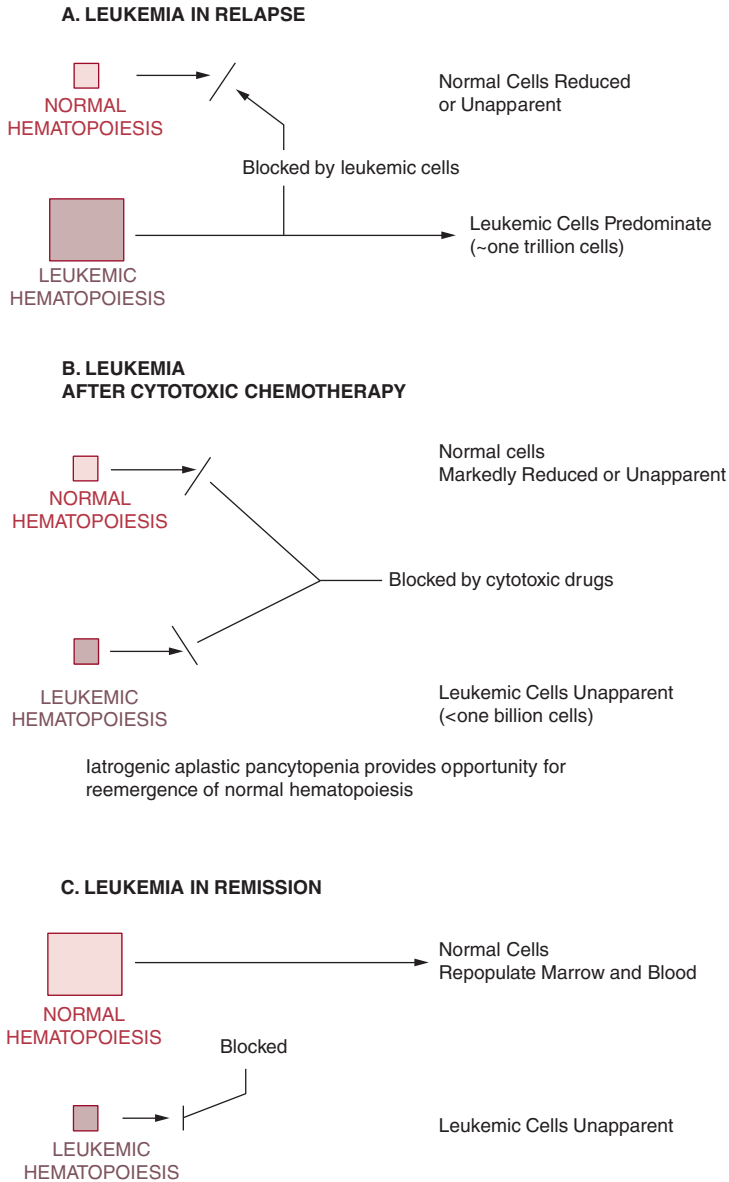 A. LEUKEMIA IN RELAPSE
NORMAL
HEMATOPOIESIS
Normal Cells Reduced
or Unapparent
Blocked by leukemic cells
LEUKEMIC
HEMATOPOIESIS
Leukemic Cells Predominate
(~one trillion cells)
B. LEUKEMIA
AFTER CYTOTOXIC CHEMOTHERAPY
NORMAL
HEMATOPOIESIS
Normal cells
Markedly Reduced or Unapparent
Blocked by cytotoxic drugs
LEUKEMIC
HEMATOPOIESIS
Leukemic Cells Unapparent
(<one billion cells)
Iatrogenic aplastic pancytopenia provides opportunity for
reemergence of normal hematopoiesis
C. LEUKEMIA IN REMISSION
NORMAL
HEMATOPOIESIS
Normal Cells
Repopulate Marrow and Blood
Blocked
LEUKEMIC
HEMATOPOIESIS
Leukemic Cells Unapparent